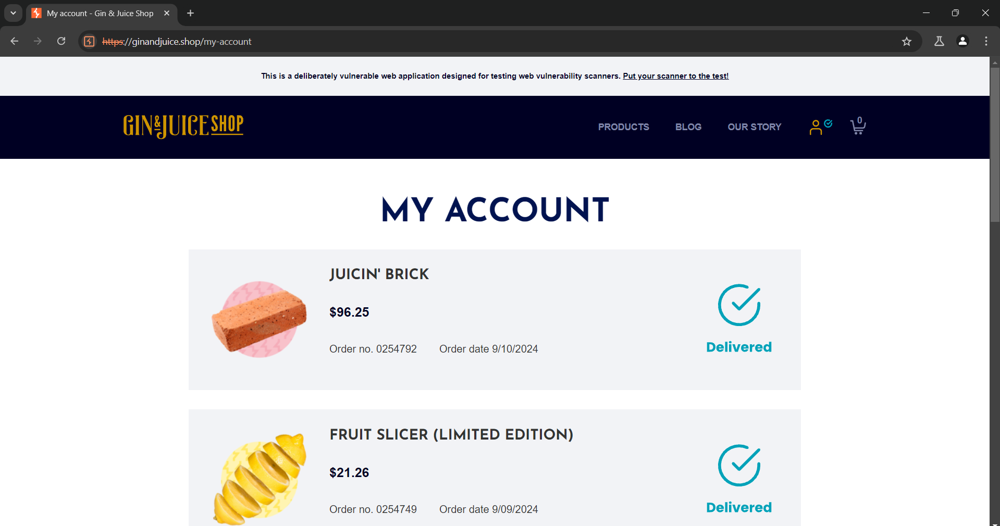 My account - Gin & Juice Shop
https://ginandjuice.shop/my-account
This is a deliberately vulnerable web application designed for testing web vulnerability scanners. Put your scanner to the test!
GIN&JUICE SHOP
PRODUCTS BLOG OUR STORY 0
MY ACCOUNT
JUICIN' BRICK
$96.25
Order no. 0254792 Order date 9/10/2024
Delivered
FRUIT SLICER (LIMITED EDITION)
$21.26
Order no. 0254749 Order date 9/09/2024
Delivered